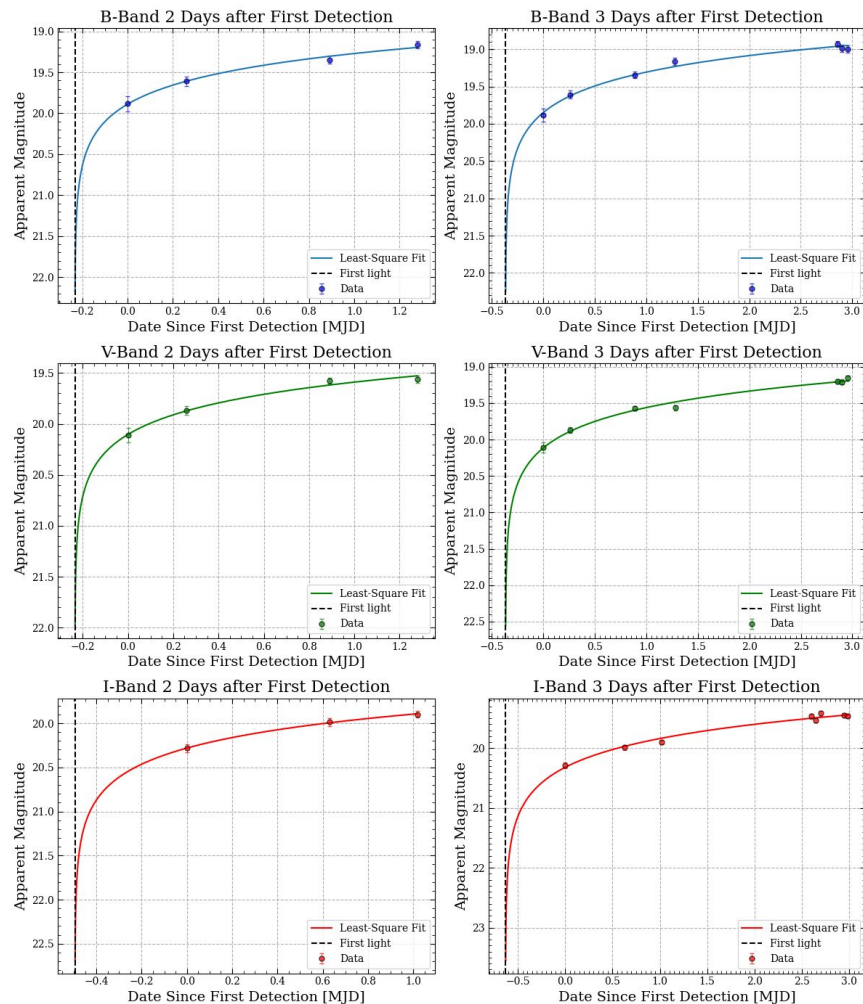 B-Band 2 Days after First Detection
19.0
19.5
20.0
20.5
21.0
21.5
22.0
Apparent Magnitude
Least-Square Fit
First light
Data
−0.2 0.0 0.2 0.4 0.6 0.8 1.0 1.2
Date Since First Detection [MJD]
B-Band 3 Days after First Detection
19.0
19.5
20.0
20.5
21.0
21.5
22.0
Apparent Magnitude
Least-Square Fit
First light
Data
−0.5 0.0 0.5 1.0 1.5 2.0 2.5 3.0
Date Since First Detection [MJD]
V-Band 2 Days after First Detection
19.5
20.0
20.5
21.0
21.5
22.0
Apparent Magnitude
Least-Square Fit
First light
Data
−0.2 0.0 0.2 0.4 0.6 0.8 1.0 1.2
Date Since First Detection [MJD]
V-Band 3 Days after First Detection
19.0
19.5
20.0
20.5
21.0
21.5
22.0
22.5
Apparent Magnitude
Least-Square Fit
First light
Data
−0.5 0.0 0.5 1.0 1.5 2.0 2.5 3.0
Date Since First Detection [MJD]
I-Band 2 Days after First Detection
20.0
20.5
21.0
21.5
22.0
22.5
Apparent Magnitude
Least-Square Fit
First light
Data
−0.4 −0.2 0.0 0.2 0.4 0.6 0.8 1.0
Date Since First Detection [MJD]
I-Band 3 Days after First Detection
20
21
22
23
Apparent Magnitude
Least-Square Fit
First light
Data
−0.5 0.0 0.5 1.0 1.5 2.0 2.5 3.0
Date Since First Detection [MJD]